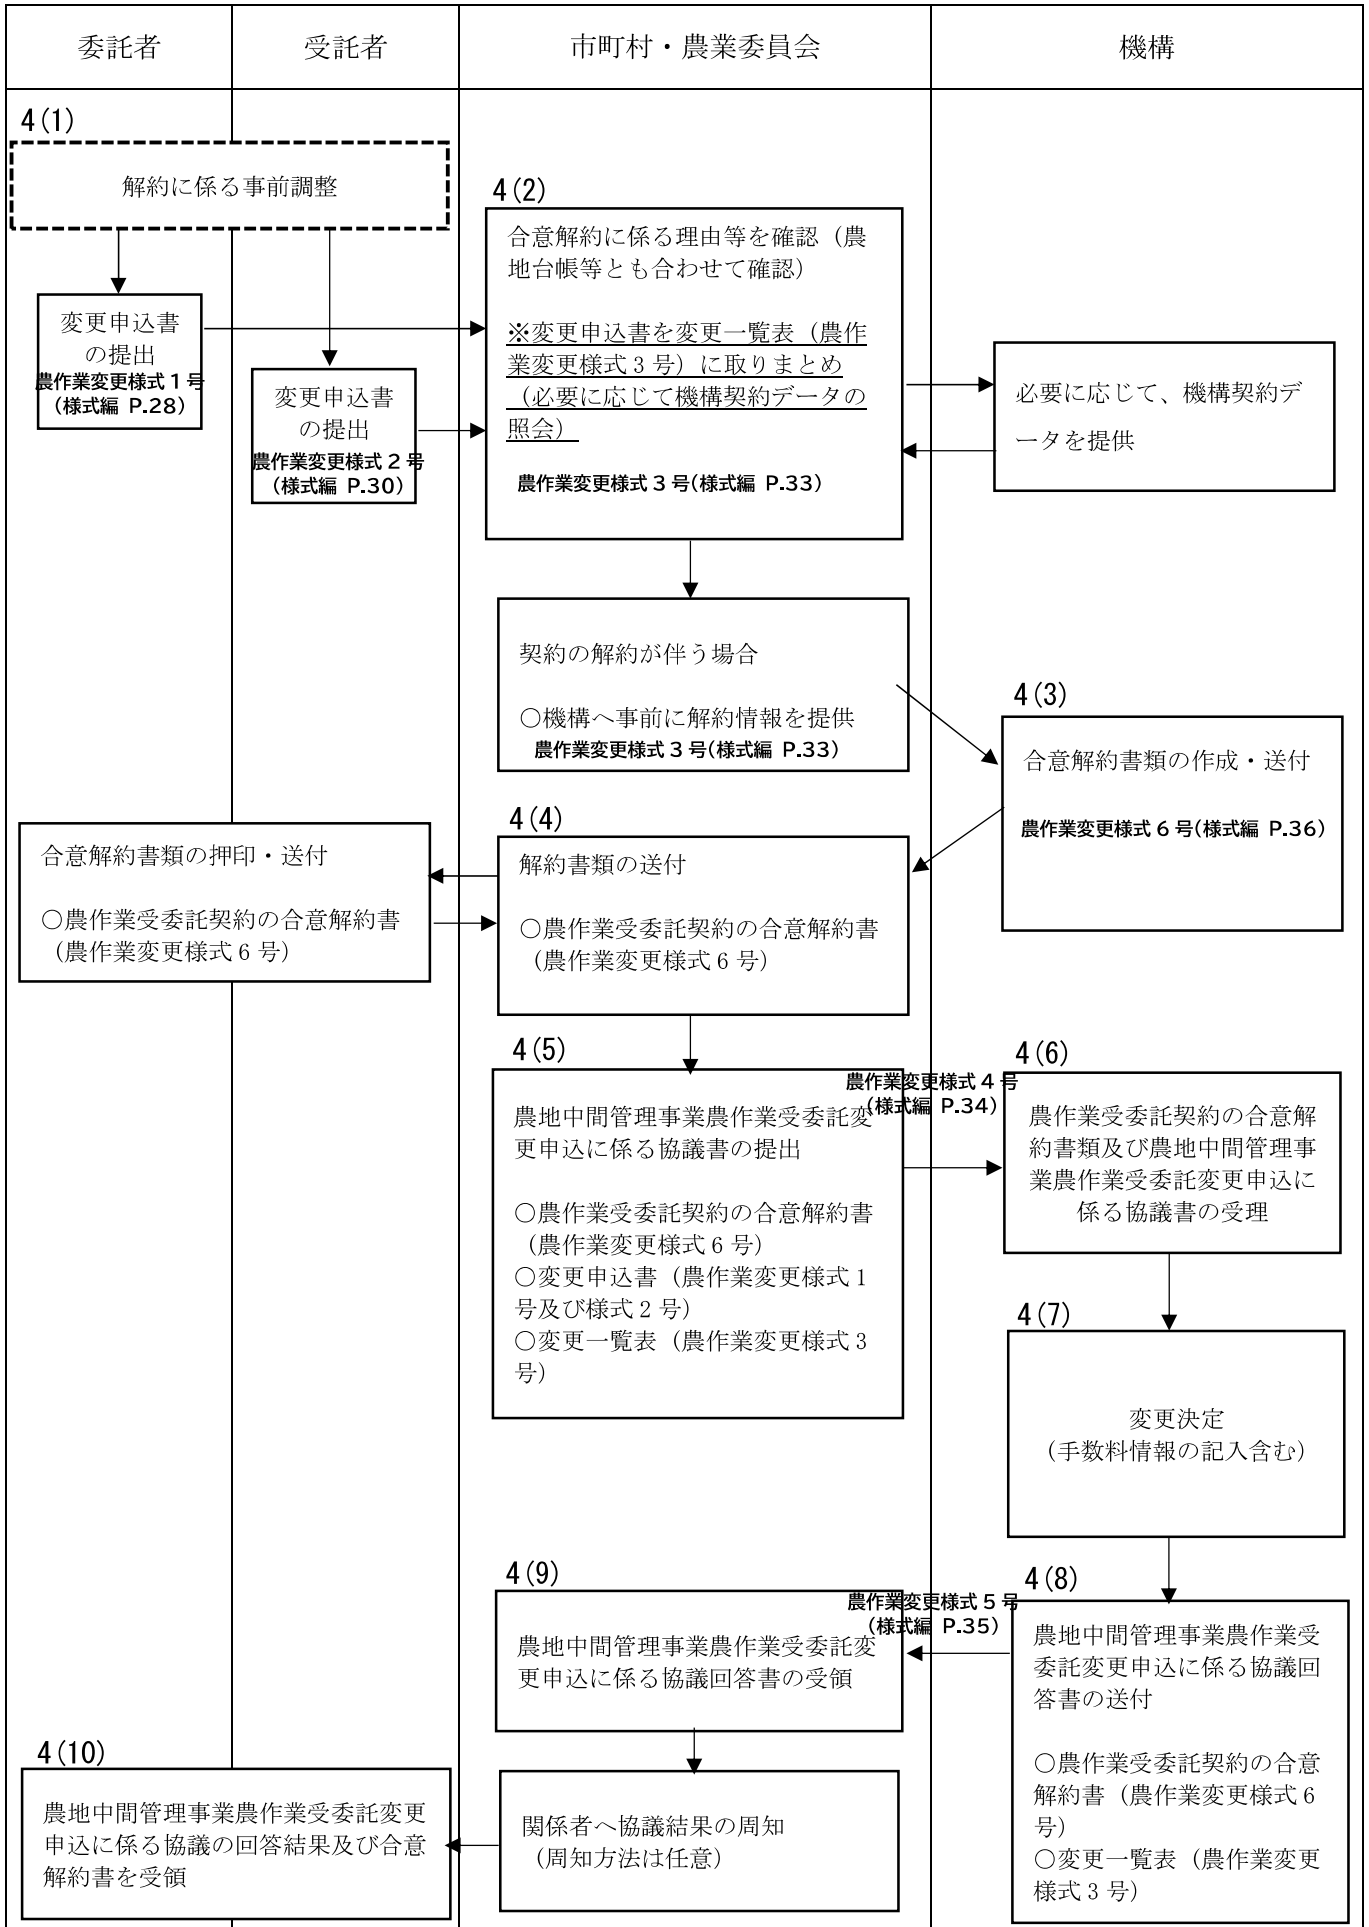 委託者
受託者
市町村・農業委員会
機構
4(1)
解約に係る事前調整
変更申込書
の提出
農作業変更様式１号
（様式編 P.28）
変更申込書
の提出
農作業変更様式２号
（様式編 P.30）
4(2)
合意解約に係る理由等を確認（農
地台帳等とも合わせて確認）
※変更申込書を変更一覧表（農作
業変更様式３号）に取りまとめ
（必要に応じて機構契約データの
照会）
農作業変更様式３号(様式編 P.33）
必要に応じて、機構契約デ
ータを提供
契約の解約が伴う場合
○機構へ事前に解約情報を提供
農作業変更様式３号(様式編 P.33）
4(3)
合意解約書類の作成・送付
農作業変更様式６号(様式編 P.36）
4(4)
解約書類の送付
○農作業受委託契約の合意解約書
（農作業変更様式６号）
合意解約書類の押印・送付
○農作業受委託契約の合意解約書
（農作業変更様式６号）
4(5)
農地中間管理事業農作業受委託変
更申込に係る協議書の提出
○農作業受委託契約の合意解約書
（農作業変更様式６号）
○変更申込書（農作業変更様式１
号及び様式２号）
○変更一覧表（農作業変更様式３
号）
農作業変更様式４号
（様式編 P.34）
4(6)
農作業受委託契約の合意解
約書類及び農地中間管理事
業農作業受委託変更申込に
係る協議書の受理
4(7)
変更決定
（手数料情報の記入含む）
4(8)
農地中間管理事業農作業受
委託変更申込に係る協議回
答書の送付
○農作業受委託契約の合意
解約書（農作業変更様式６
号）
○変更一覧表（農作業変更
様式３号）
農作業変更様式５号
（様式編 P.35）
4(9)
農地中間管理事業農作業受委託変
更申込に係る協議回答書の受領
関係者へ協議結果の周知
（周知方法は任意）
4(10)
農地中間管理事業農作業受委託変更
申込に係る協議の回答結果及び合意
解約書を受領